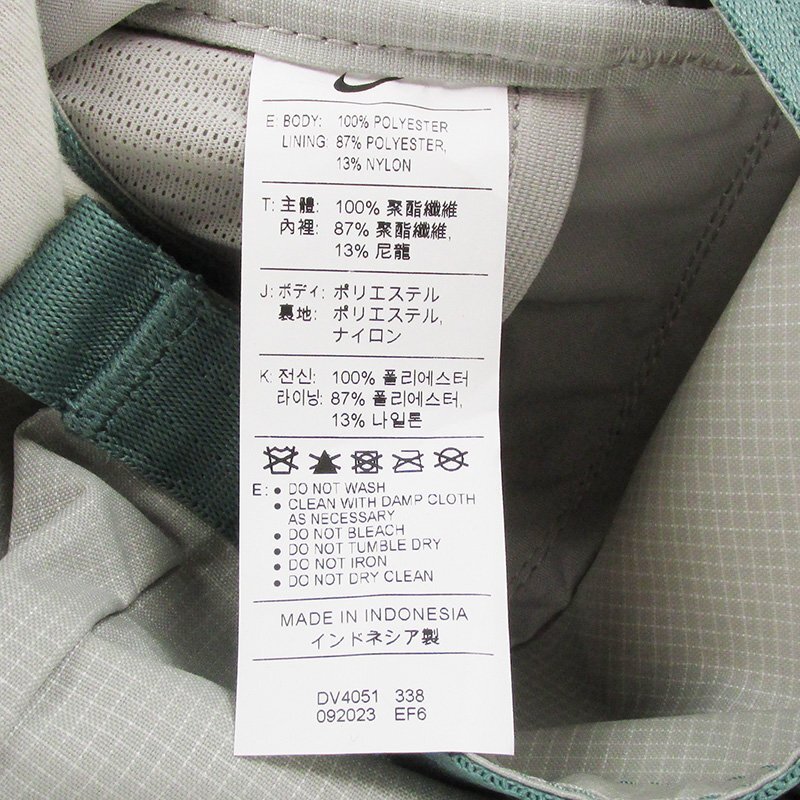 E: BODY: 100% POLYESTER
LINING: 87% POLYESTER,
13% NYLON
T: 主體: 100% 聚酯纖維
內裡: 87% 聚酯纖維,
13% 尼龍
J: ボディ: ポリエステル
裏地: ポリエステル,
ナイロン
K: 전신: 100% 폴리에스터
라이닝: 87% 폴리에스터,
13% 나일론
E: • DO NOT WASH
• CLEAN WITH DAMP CLOTH
AS NECESSARY
• DO NOT BLEACH
• DO NOT TUMBLE DRY
• DO NOT IRON
• DO NOT DRY CLEAN
MADE IN INDONESIA
インドネシア製
DV4051 338
092023 EF6